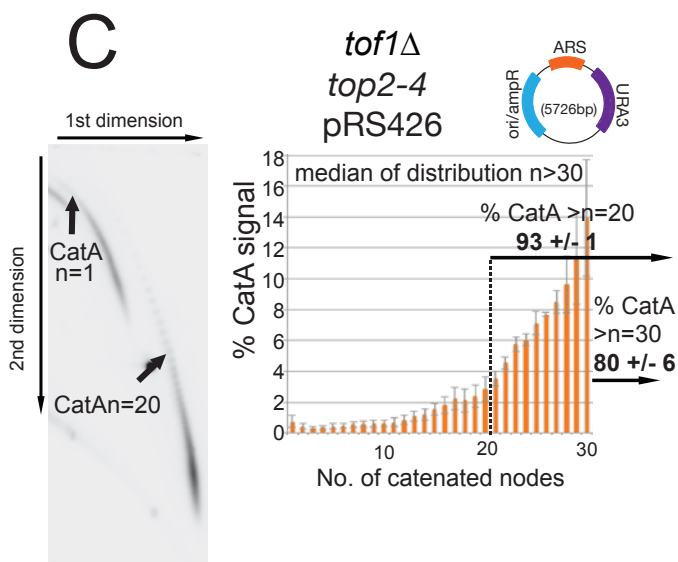 C
tof1Δ
top2-4
pRS426
ARS
ori/ampR
(5726bp)
URA3
1st dimension
2nd dimension
CatA
n=1
CatAn=20
% CatA signal
18
16
14
12
10
8
6
4
2
0
median of distribution n>30
% CatA >n=20
93 +/- 1
% CatA
>n=30
80 +/- 6
10
20
30
No. of catenated nodes